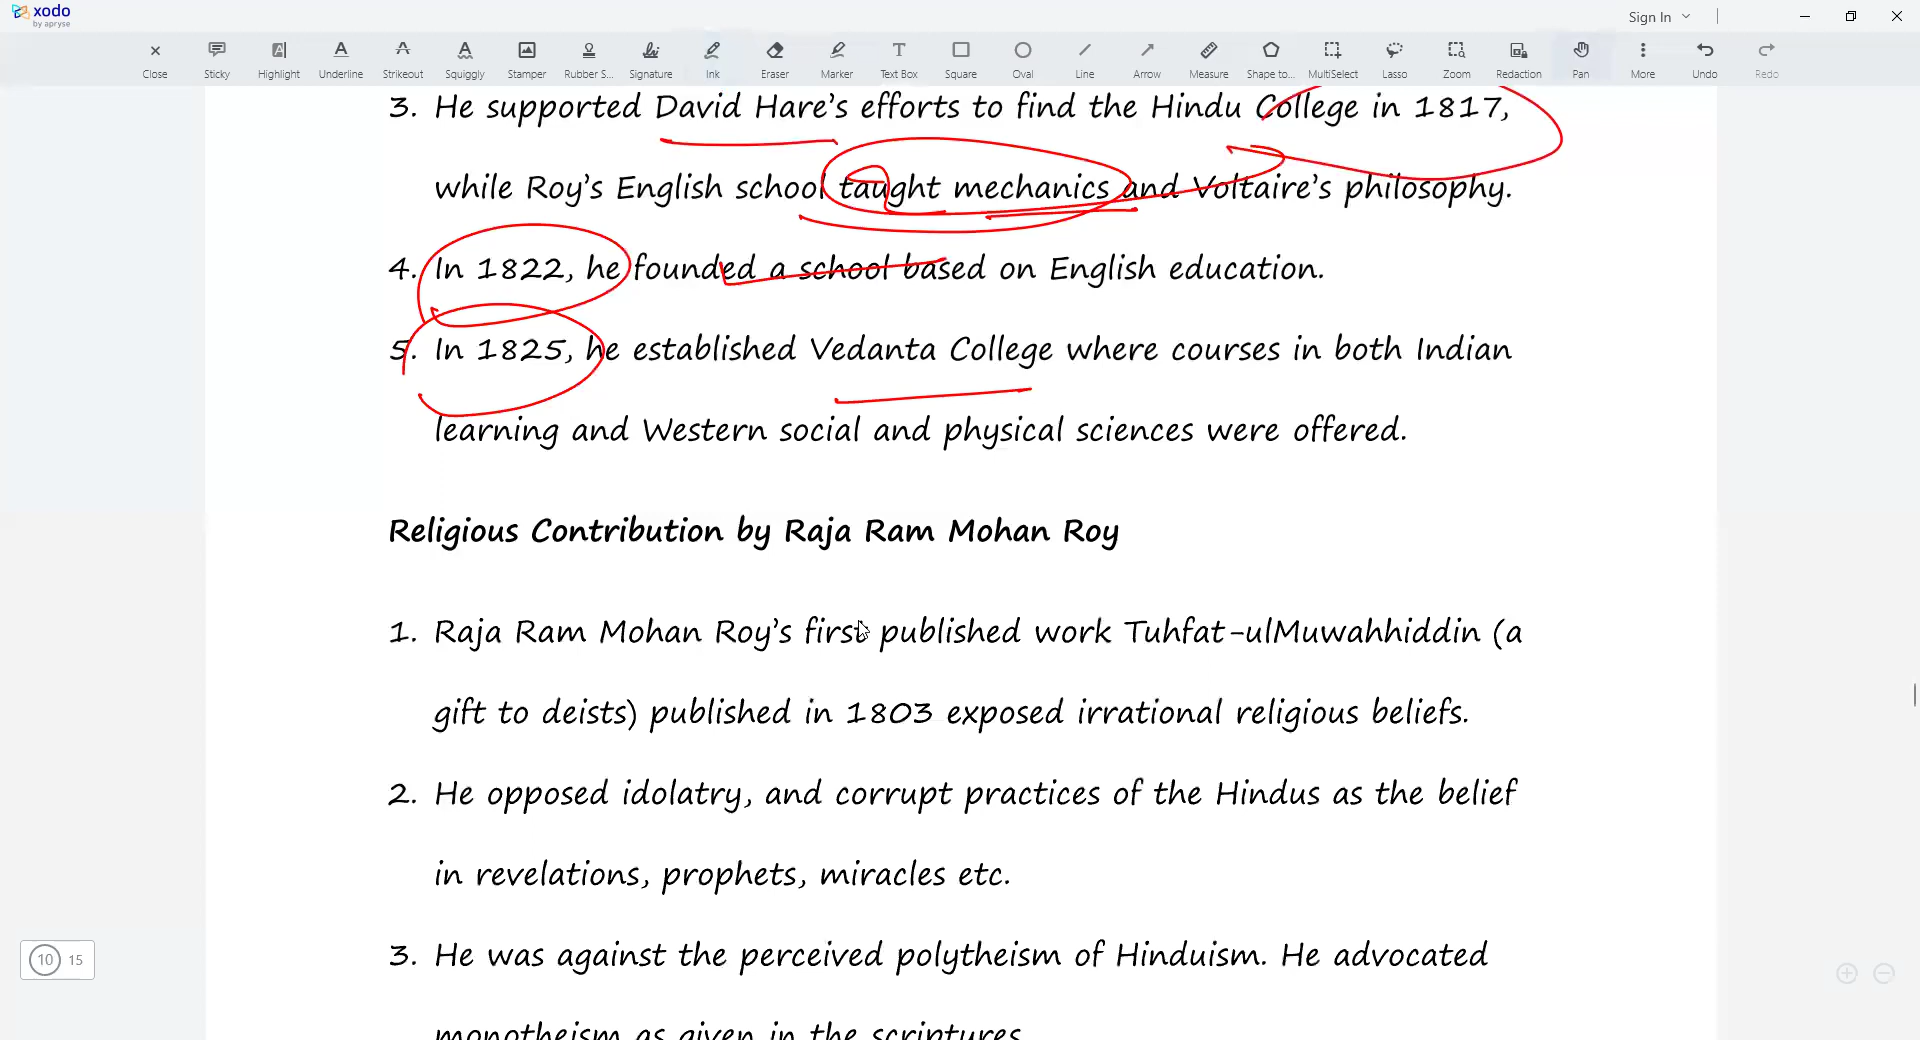 xodo
by apryse
Sign In
Close Sticky Highlight Underline Strikeout Squiggly Stamper Rubber S... Signature Ink Eraser Marker Text Box Square Oval Line Arrow Measure Shape to... MultiSelect Lasso Zoom Redaction Pan More Undo Redo
3. He supported David Hare's efforts to find the Hindu College in 1817,
while Roy's English school taught mechanics and Voltaire's philosophy.
4. In 1822, he founded a school based on English education.
5. In 1825, he established Vedanta College where courses in both Indian
learning and Western social and physical sciences were offered.
Religious Contribution by Raja Ram Mohan Roy
1. Raja Ram Mohan Roy's first published work Tuhfat-ulMuwahhiddin (a
gift to deists) published in 1803 exposed irrational religious beliefs.
2. He opposed idolatry, and corrupt practices of the Hindus as the belief
in revelations, prophets, miracles etc.
3. He was against the perceived polytheism of Hinduism. He advocated
monotheism as given in the scriptures
10 15